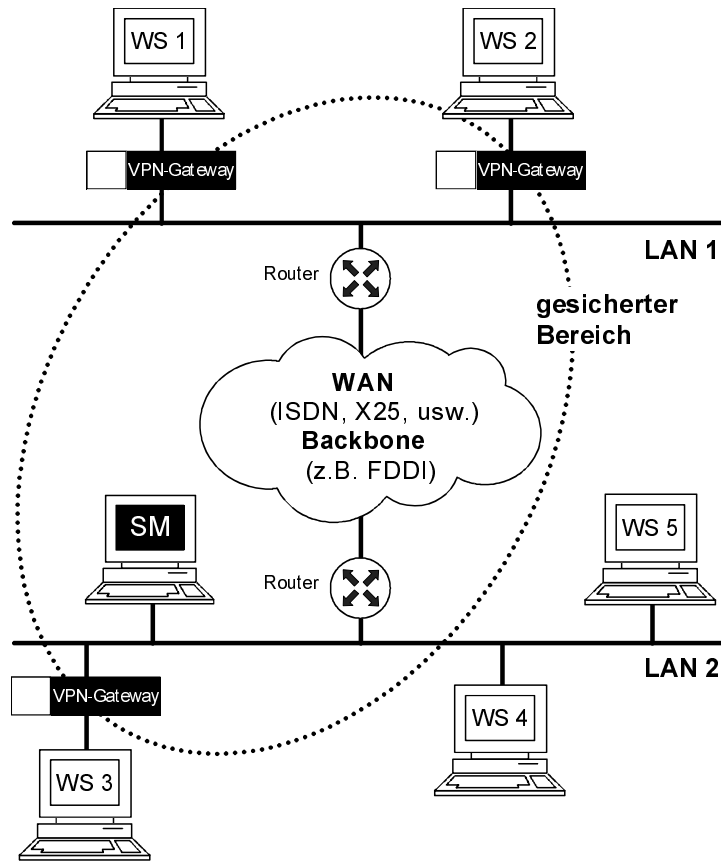 WS 1
WS 2
VPN-Gateway
VPN-Gateway
LAN 1
Router
gesicherter
Bereich
WAN
(ISDN, X25, usw.)
Backbone
(z.B. FDDI)
SM
WS 5
Router
LAN 2
VPN-Gateway
WS 4
WS 3